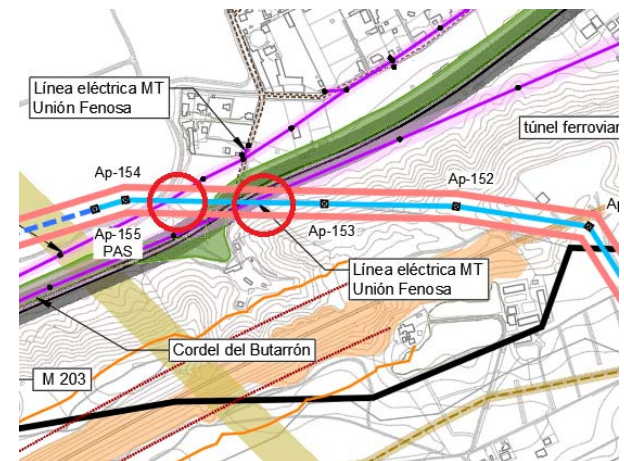 Línea eléctrica MT
Unión Fenosa
túnel ferroviar
Ap-154
Ap-152
Ap
Ap-155
PAS
Ap-153
Línea eléctrica MT
Unión Fenosa
Cordel del Butarrón
M 203